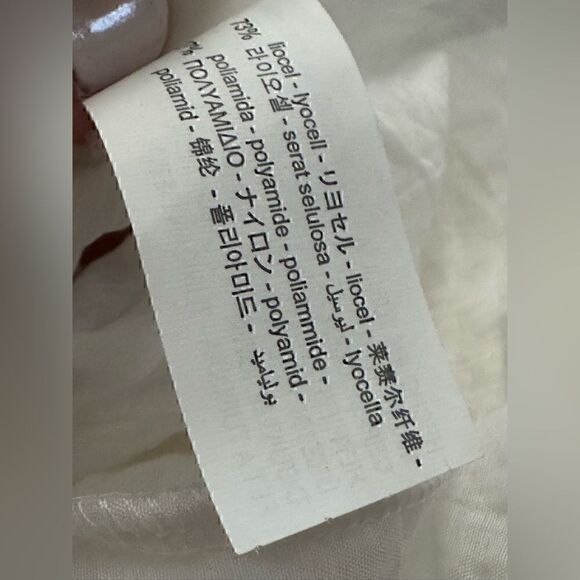 liocel - lyocell - リヨセル - liocel - 莱赛尔纤维 -
73% 라이오셀 - serat selulosa - ليوسيل - lyocella
poliamida - polyamide - poliammide -
7% ΠΟΛΥΑΜΙΔΙΟ - ナイロン - polyamid -
poliamid - 锦纶 - 폴리아미드 - بولياميد